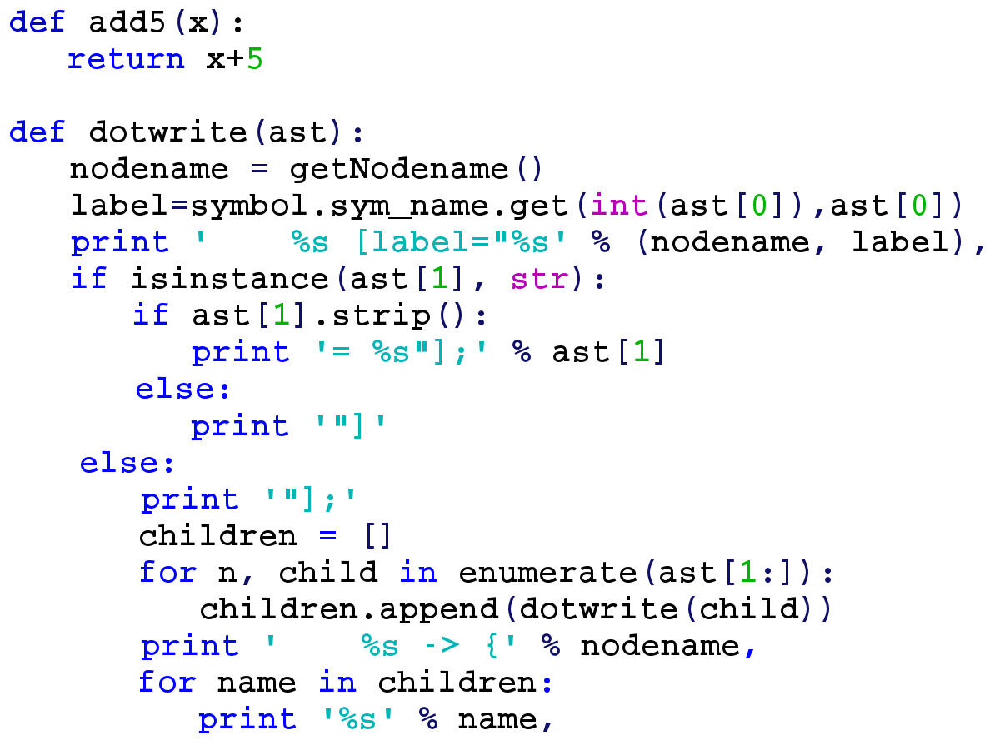 def add5(x):
    return x+5

def dotwrite(ast):
    nodename = getNodename()
    label=symbol.sym_name.get(int(ast[0]),ast[0])
    print '    %s [label="%s' % (nodename, label),
    if isinstance(ast[1], str):
        if ast[1].strip():
            print '= %s"];' % ast[1]
        else:
            print '"]'
    else:
        print '"];'
        children = []
        for n, child in enumerate(ast[1:]):
            children.append(dotwrite(child))
        print '    %s -> {' % nodename,
        for name in children:
            print '%s' % name,